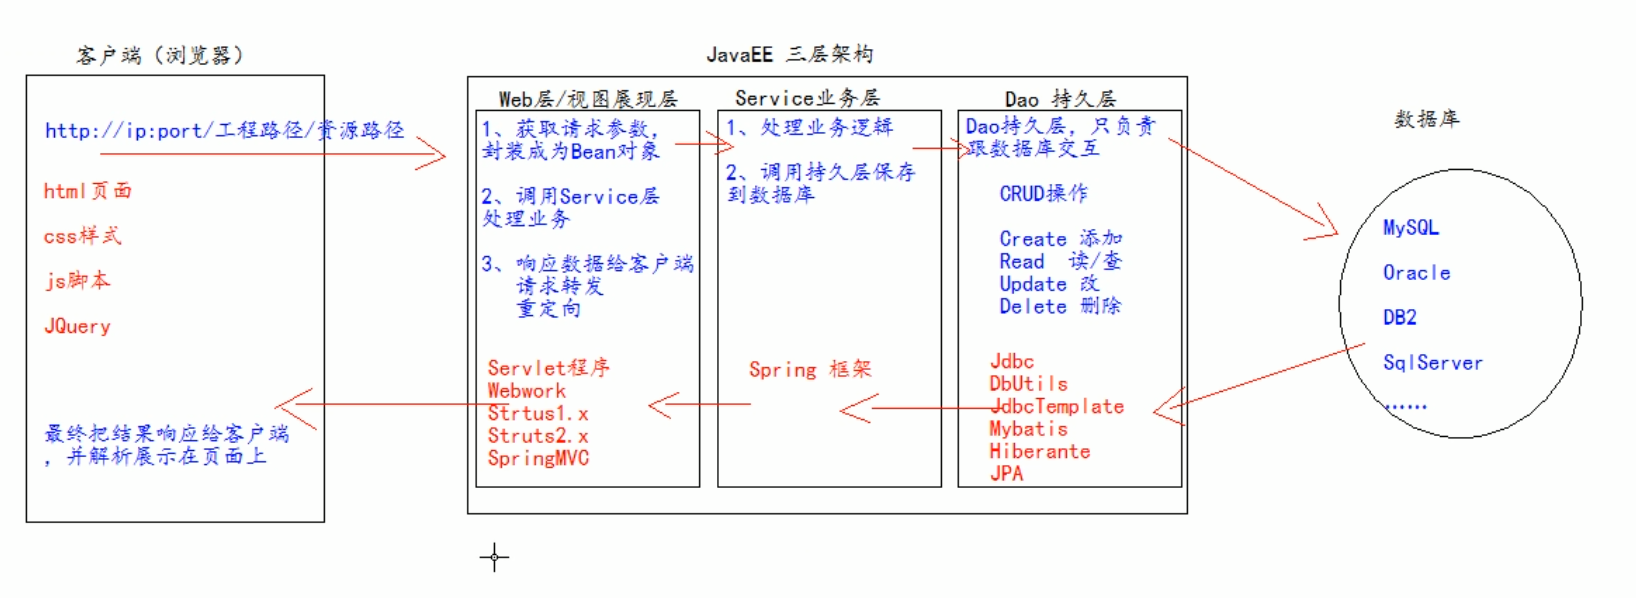 客户端（浏览器）
http://ip:port/工程路径/资源路径
html页面
css样式
js脚本
JQuery
最终把结果响应给客户端
，并解析展示在页面上
JavaEE 三层架构
Web层/视图展现层
1、获取请求参数，
封装成为Bean对象
2、调用Service层
处理业务
3、响应数据给客户端
请求转发
重定向
Servlet程序
Webwork
Strtus1.x
Struts2.x
SpringMVC
Service业务层
1、处理业务逻辑
2、调用持久层保存
到数据库
Spring 框架
Dao 持久层
Dao持久层，只负责
跟数据库交互
CRUD操作
Create 添加
Read 读/查
Update 改
Delete 删除
Jdbc
DbUtils
JdbcTemplate
Mybatis
Hiberante
JPA
数据库
MySQL
Oracle
DB2
SqlServer
......